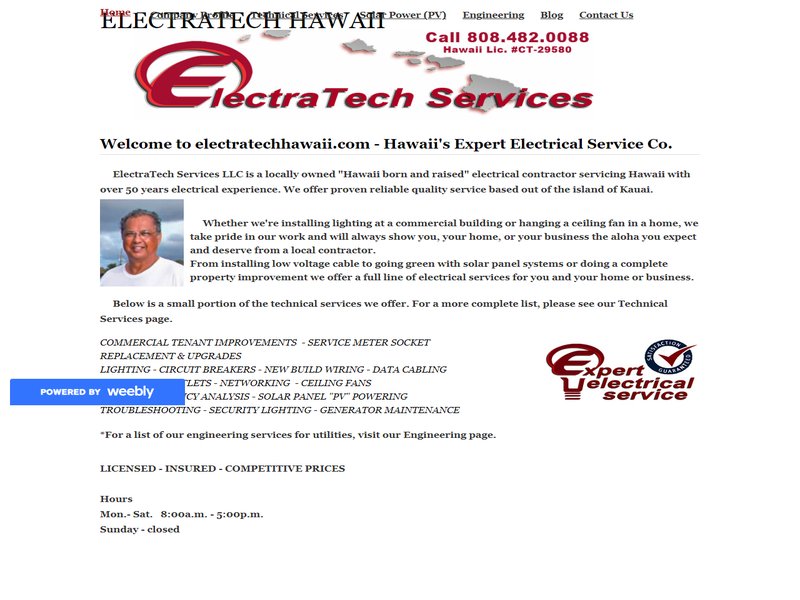 Home Company Profile Technical Services Solar Power (PV) Engineering Blog Contact Us
ELECTRATECH HAWAII
Call 808.482.0088
Hawaii Lic. #CT-29580
ElectraTech Services
Welcome to electratechhawaii.com - Hawaii's Expert Electrical Service Co.
ElectraTech Services LLC is a locally owned "Hawaii born and raised" electrical contractor servicing Hawaii with
over 50 years electrical experience. We offer proven reliable quality service based out of the island of Kauai.
Whether we're installing lighting at a commercial building or hanging a ceiling fan in a home, we
take pride in our work and will always show you, your home, or your business the aloha you expect
and deserve from a local contractor.
From installing low voltage cable to going green with solar panel systems or doing a complete
property improvement we offer a full line of electrical services for you and your home or business.
Below is a small portion of the technical services we offer. For a more complete list, please see our Technical
Services page.
COMMERCIAL TENANT IMPROVEMENTS - SERVICE METER SOCKET
REPLACEMENT & UPGRADES
LIGHTING - CIRCUIT BREAKERS - NEW BUILD WIRING - DATA CABLING
- NETWORKING - CEILING FANS
ANALYSIS - SOLAR PANEL "PV" POWERING
TROUBLESHOOTING - SECURITY LIGHTING - GENERATOR MAINTENANCE
SATISFACTION
GUARANTEED
Expert
electrical
service
POWERED BY weebly
*For a list of our engineering services for utilities, visit our Engineering page.
LICENSED - INSURED - COMPETITIVE PRICES
Hours
Mon.- Sat. 8:00a.m. - 5:00p.m.
Sunday - closed